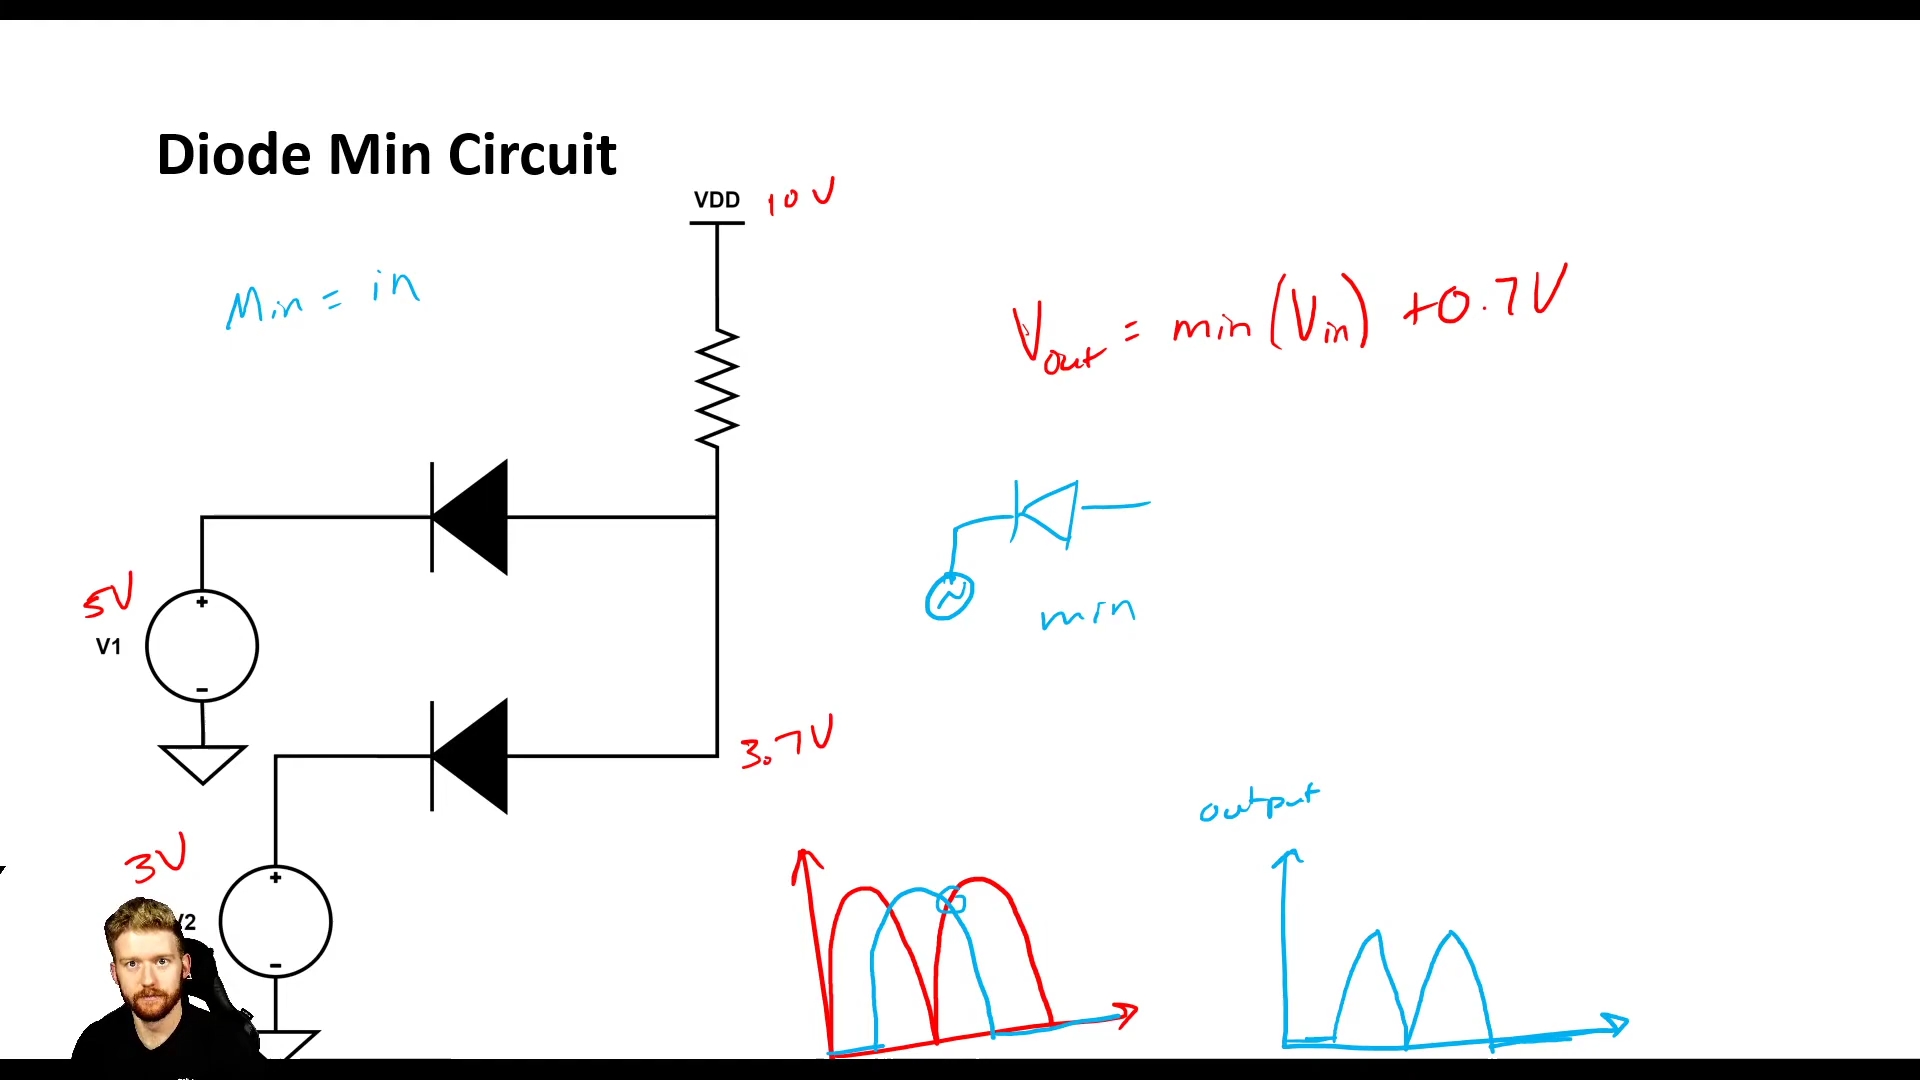 Diode Min Circuit
VDD 10V
Min = in
Vout = min (Vin) + 0.7V
5V
V1
min
3.7V
output
3V
V2